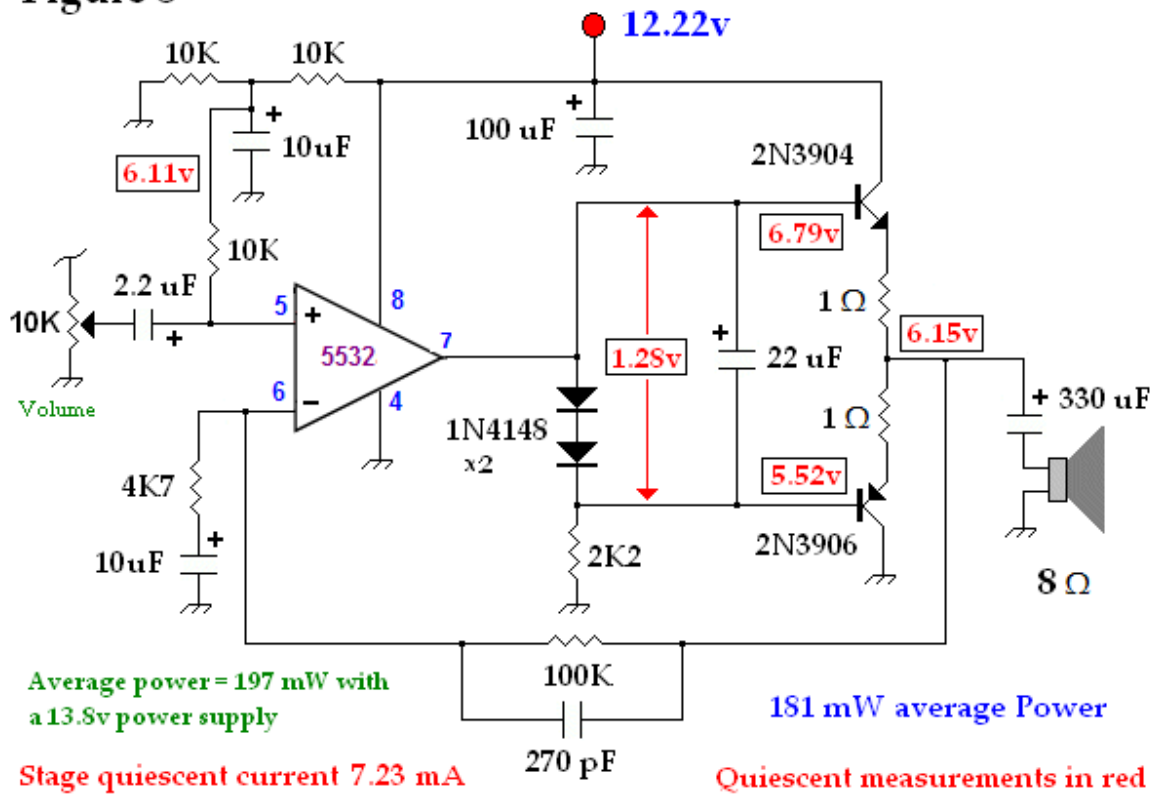 12.22v
10K
10K
10uF
100 uF
2N3904
6.11v
6.79v
10K
2.2 uF
5
8
1 Ω
10K
+
5532
7
1.28v
22 uF
6.15v
6
−
4
Volume
1N4148
x2
1 Ω
330 uF
4K7
5.52v
10uF
2K2
2N3906
8 Ω
100K
270 pF
Average power = 197 mW with
a 13.8v power supply
181 mW average Power
Stage quiescent current 7.23 mA
Quiescent measurements in red